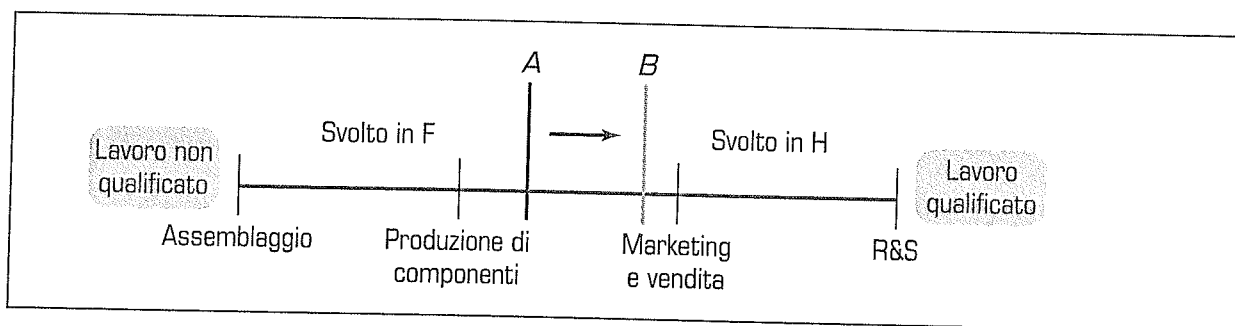 A
B
Svolto in F
Svolto in H
Lavoro non
qualificato
Lavoro
qualificato
Assemblaggio
Produzione di
componenti
Marketing
e vendita
R&S